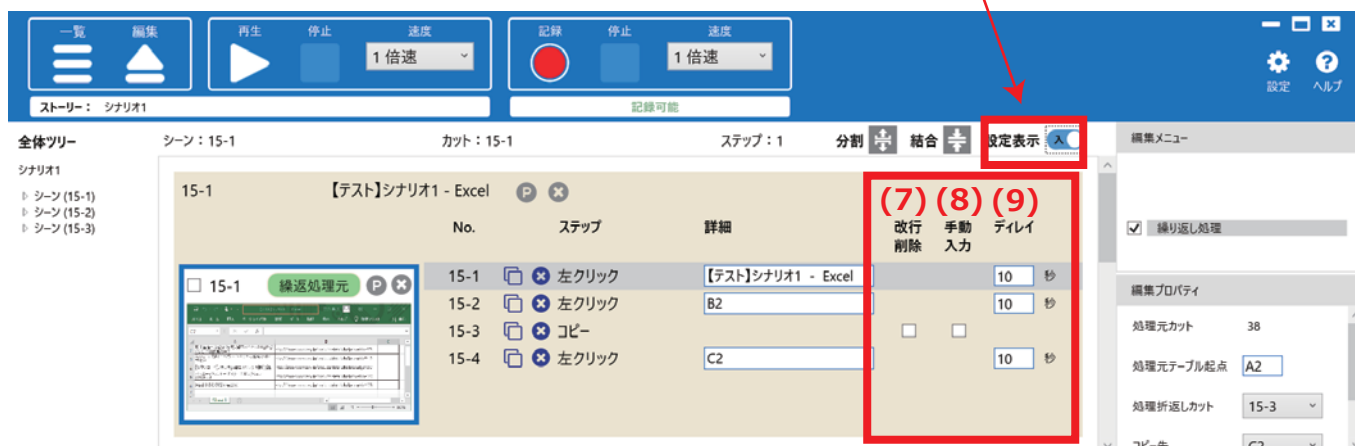 一覧 編集 再生 停止 速度 記録 停止 速度
1 倍速 1 倍速
設定 ヘルプ
ストーリー： シナリオ1 記録可能
全体ツリー シーン：15-1 カット：15-1 ステップ：1 分割 結合 設定表示 入 編集メニュー
シナリオ1
シーン (15-1)
シーン (15-2)
シーン (15-3)
15-1 【テスト】シナリオ1 - Excel P
(7) (8) (9)
No. ステップ 詳細 改行削除 手動入力 ディレイ
繰り返し処理
15-1 繰返処理元 P
15-1 左クリック 【テスト】シナリオ1 - Excel 10 秒
15-2 左クリック B2 10 秒
15-3 コピー
15-4 左クリック C2 10 秒
編集プロパティ
処理元カット 38
処理元テーブル起点 A2
処理折返しカット 15-3
コピー先 C2